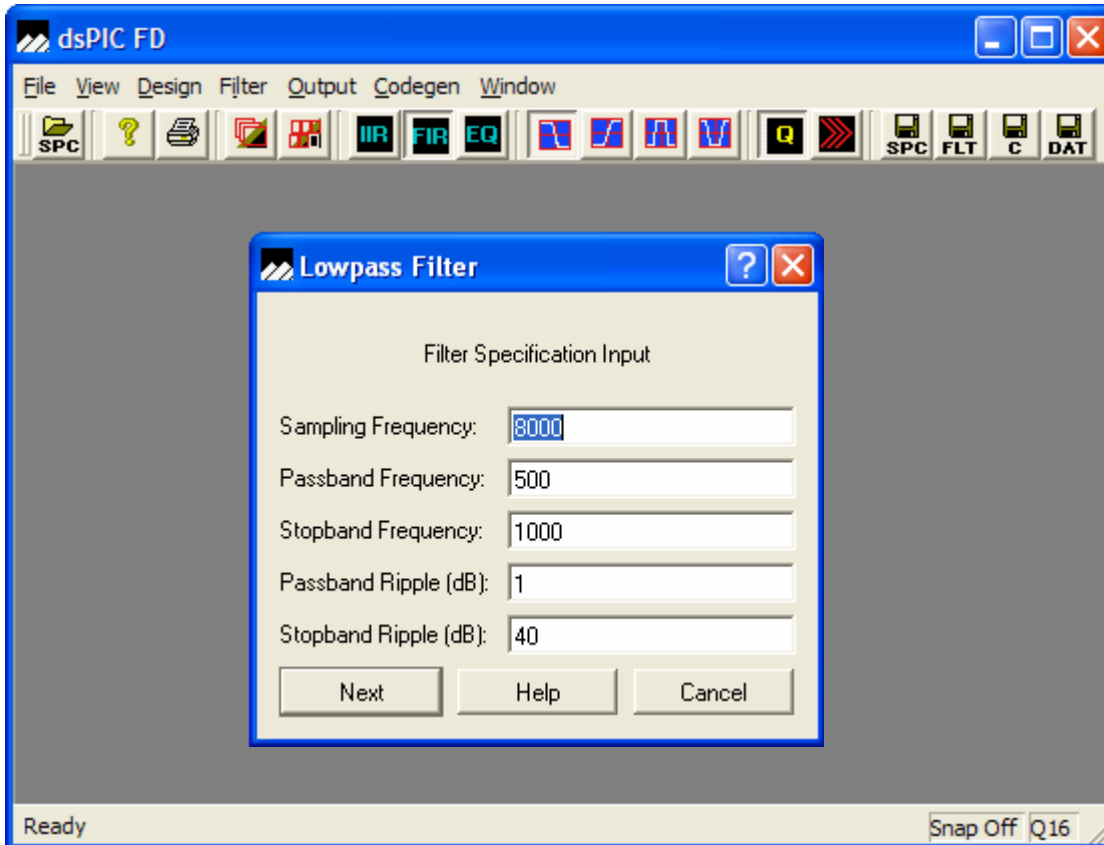 dsPIC FD
File View Design Filter Output Codegen Window
SPC ? IIR FIR EQ Q SPC FLT C DAT
Lowpass Filter ?
Filter Specification Input
Sampling Frequency: 8000
Passband Frequency: 500
Stopband Frequency: 1000
Passband Ripple (dB): 1
Stopband Ripple (dB): 40
Next Help Cancel
Ready Snap Off Q16